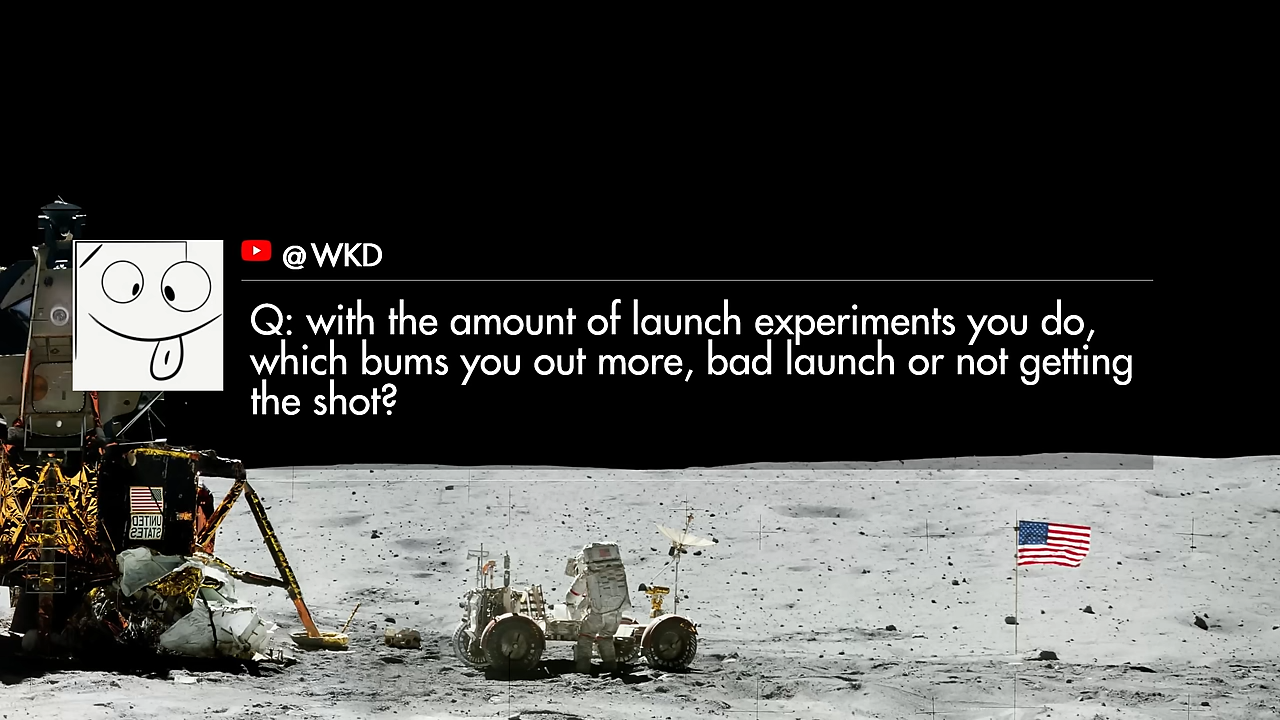 @WKD
Q: with the amount of launch experiments you do,
which bums you out more, bad launch or not getting
the shot?
UNITED
STATES